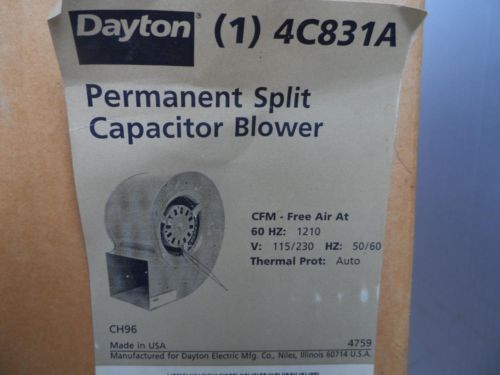 Dayton® (1) 4C831A
Permanent Split
Capacitor Blower
CFM - Free Air At
60 HZ: 1210
V: 115/230 HZ: 50/60
Thermal Prot: Auto
CH96
Made in USA 4759
Manufactured for Dayton Electric Mfg. Co., Niles, Illinois 60714 U.S.A.